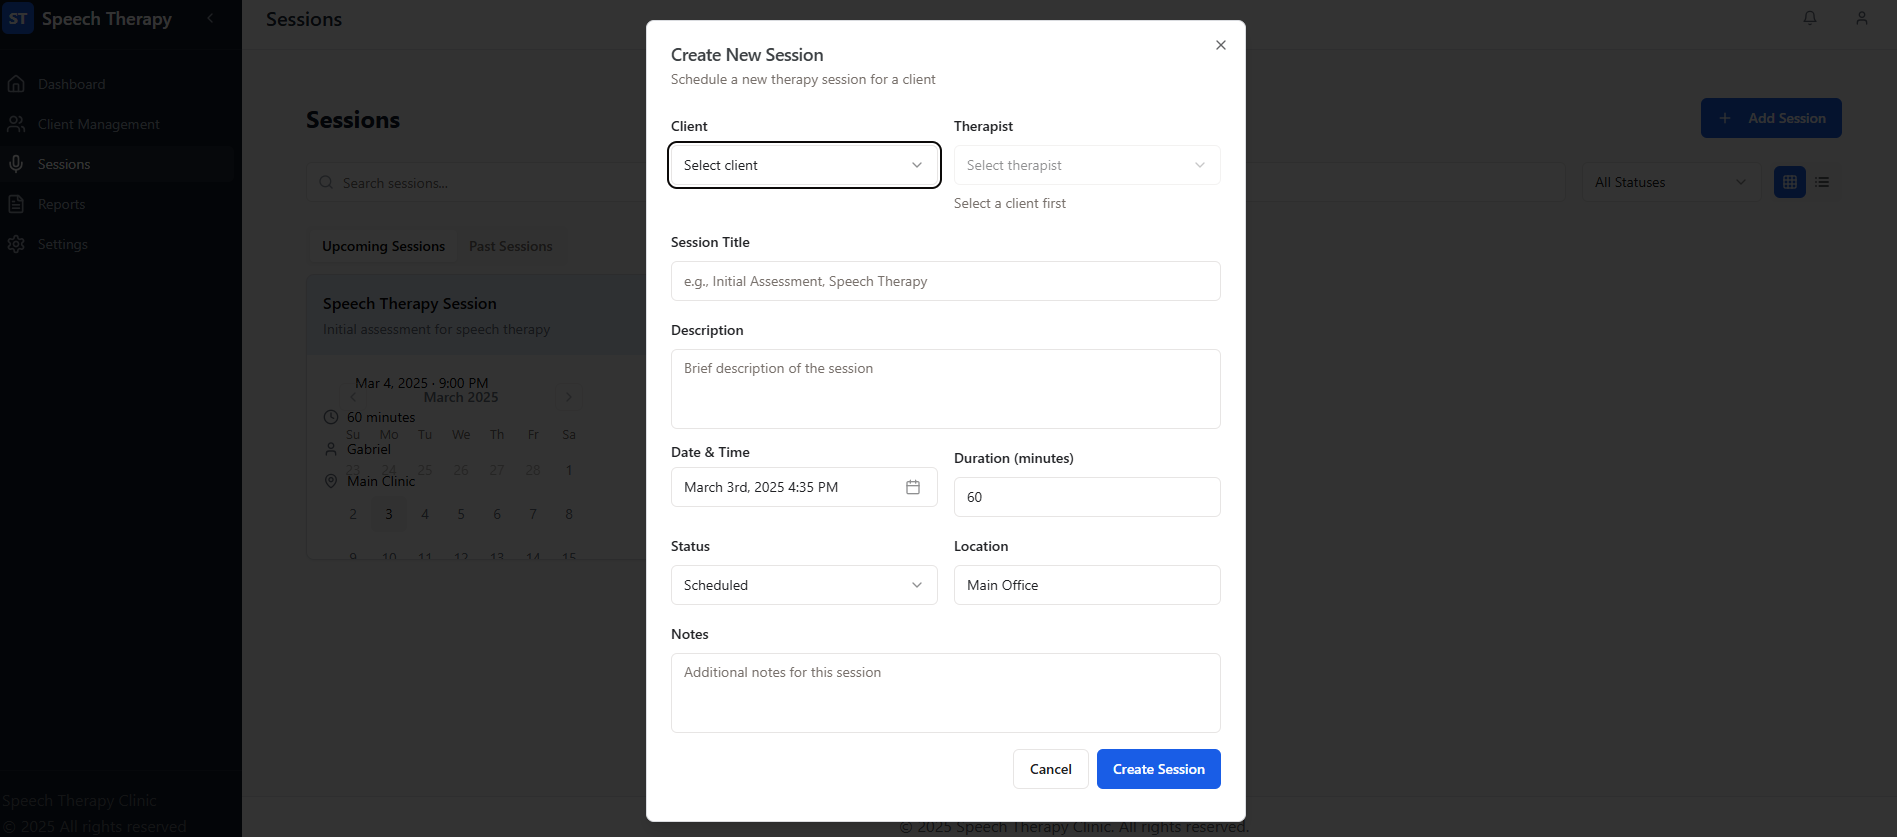 ST Speech Therapy
Dashboard
Client Management
Sessions
Reports
Settings
Speech Therapy Clinic
© 2025 All rights reserved
Sessions
Sessions
Add Session
Search sessions...
All Statuses
Upcoming Sessions Past Sessions
Speech Therapy Session
Initial assessment for speech therapy
Mar 4, 2025 · 9:00 PM
March 2025
60 minutes
Su Mo Tu We Th Fr Sa
Gabriel
23 24 25 26 27 28 1
Main Clinic
2 3 4 5 6 7 8
9 10 11 12 13 14 15
Create New Session
Schedule a new therapy session for a client
Client Therapist
Select client Select therapist
Select a client first
Session Title
e.g., Initial Assessment, Speech Therapy
Description
Brief description of the session
Date & Time Duration (minutes)
March 3rd, 2025 4:35 PM 60
Status Location
Scheduled Main Office
Notes
Additional notes for this session
Cancel Create Session
© 2025 Speech Therapy Clinic. All rights reserved.